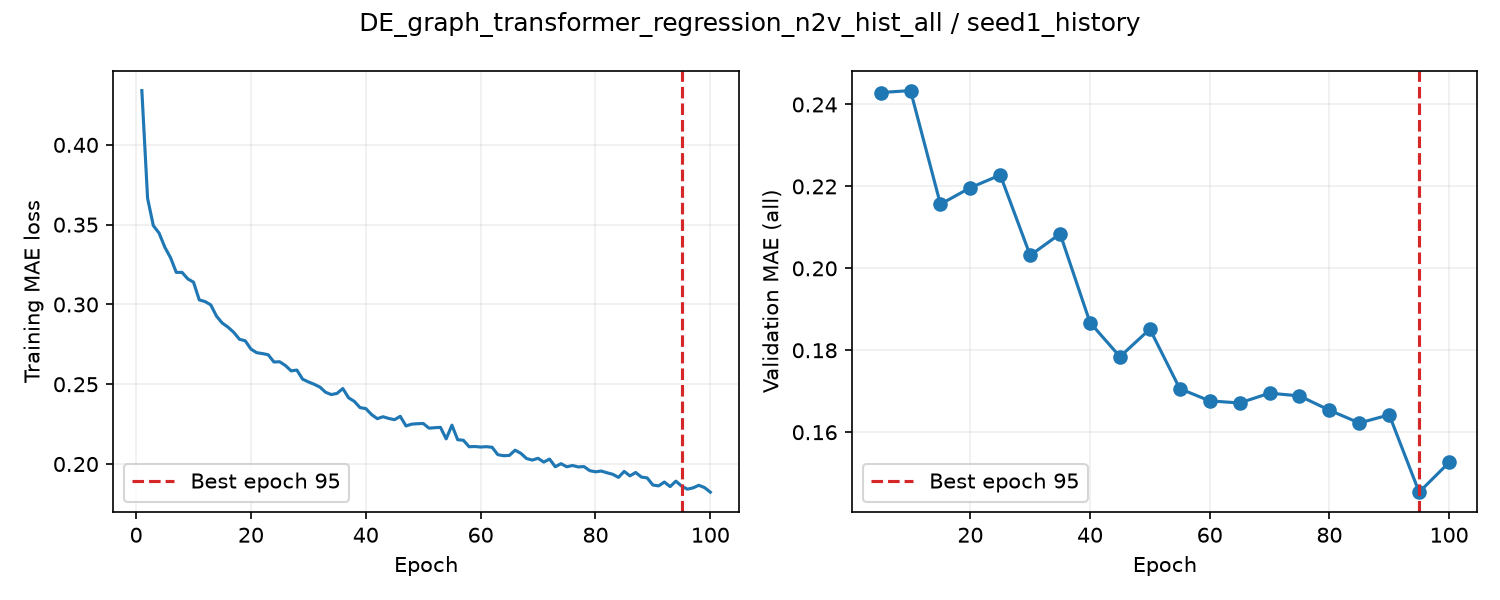 DE_graph_transformer_regression_n2v_hist_all / seed1_history
Training MAE loss
0.40
0.35
0.30
0.25
0.20
Best epoch 95
0 20 40 60 80 100
Epoch
Validation MAE (all)
0.24
0.22
0.20
0.18
0.16
Best epoch 95
20 40 60 80 100
Epoch